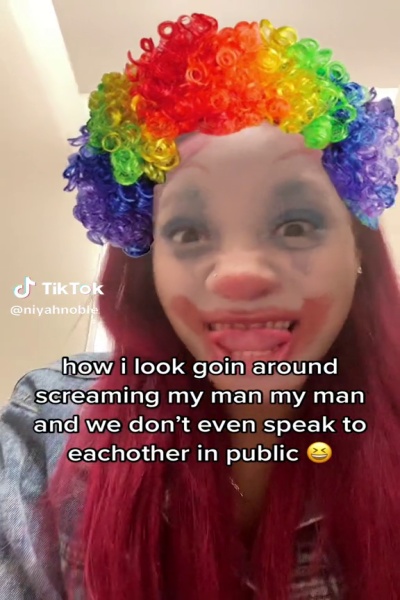 TikTok
@niyahnoble
how i look goin around
screaming my man my man
and we don't even speak to
eachother in public 😆